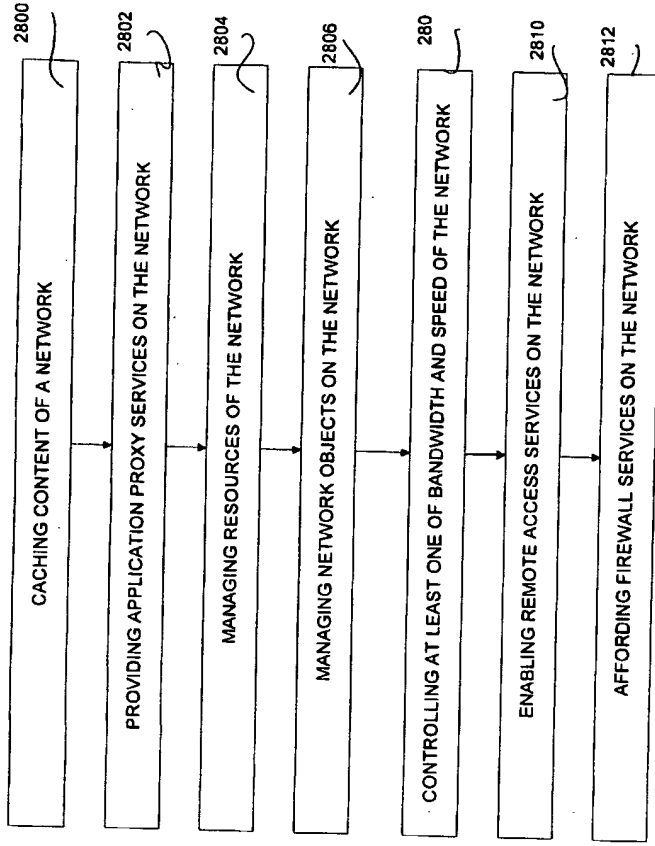 2800
CACHING CONTENT OF A NETWORK
2802
PROVIDING APPLICATION PROXY SERVICES ON THE NETWORK
2804
MANAGING RESOURCES OF THE NETWORK
2806
MANAGING NETWORK OBJECTS ON THE NETWORK
280
CONTROLLING AT LEAST ONE OF BANDWIDTH AND SPEED OF THE NETWORK
2810
ENABLING REMOTE ACCESS SERVICES ON THE NETWORK
2812
AFFORDING FIREWALL SERVICES ON THE NETWORK